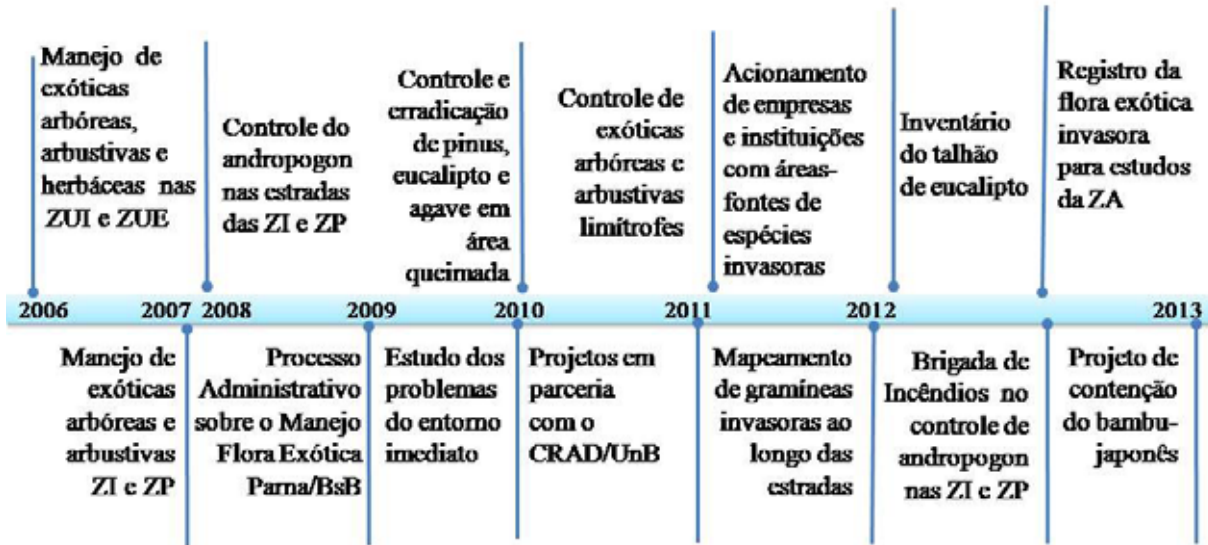 Manejo de
exóticas
arbóreas,
arbustivas e
herbáceas nas
ZUI e ZUE
Controle do
andropogon
nas estradas
das ZI e ZP
Controle e
erradicação
de pinus,
eucalipto e
agave em
área
queimada
Controle de
exóticas
arbóreas e
arbustivas
limítrofes
Acionamento
de empresas
e instituições
com áreas-
fontes de
espécies
invasoras
Inventário
do talhão
de eucalipto
Registro da
flora exótica
invasora
para estudos
da ZA
2006 2007 2008 2009 2010 2011 2012 2013
Manejo de
exóticas
arbóreas e
arbustivas
ZI e ZP
Processo
Administrativo
sobre o Manejo
Flora Exótica
Parna/BsB
Estudo dos
problemas
do entorno
imediato
Projetos em
parceria
com o
CRAD/UnB
Mapeamento
de gramíneas
invasoras ao
longo das
estradas
Brigada de
Incêndios no
controle de
andropogon
nas ZI e ZP
Projeto de
contenção
do bambu-
japonês